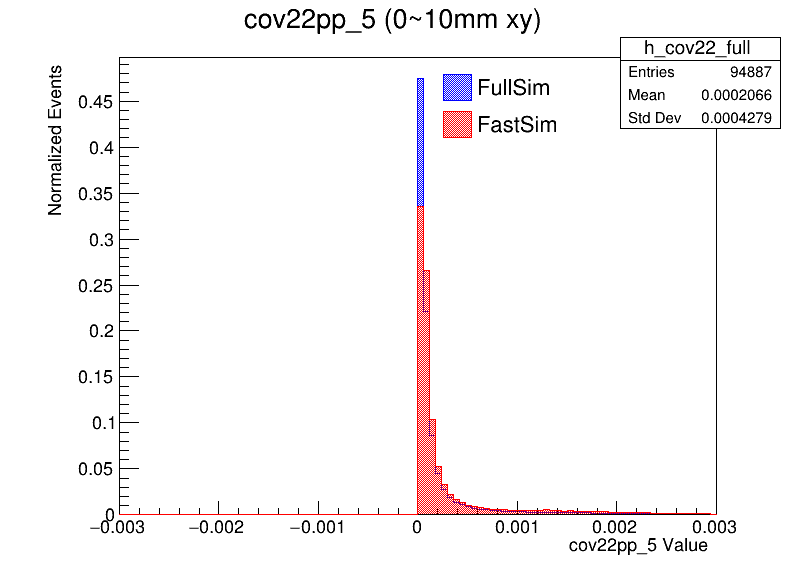 cov22pp_5 (0~10mm xy)
h_cov22_full
Entries 94887
Mean 0.0002066
Std Dev 0.0004279
FullSim
FastSim
Normalized Events
0.45
0.4
0.35
0.3
0.25
0.2
0.15
0.1
0.05
0
−0.003 −0.002 −0.001 0 0.001 0.002 0.003
cov22pp_5 Value